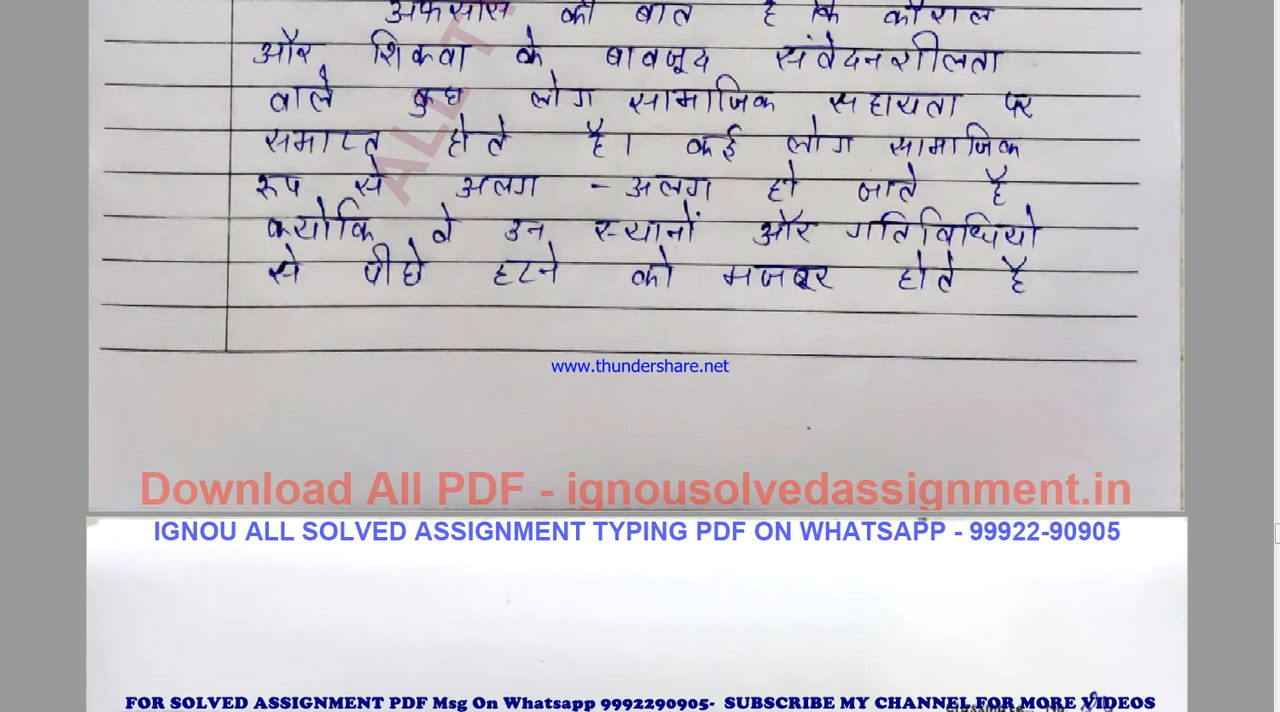 अफसोस की बात है कि कौशल
और शिकवा के बावजूद संवेदनशीलता
वाले कुछ लोग सामाजिक सहायता पर
समाप्त होते है। कई लोग सामाजिक
रूप से अलग - अलग हो जाते है
क्योकि वे उन स्थानों और गतिविधियो
से पीछे हटने को मजबूर होते है
www.thundershare.net
Download All PDF - ignousolvedassignment.in
IGNOU ALL SOLVED ASSIGNMENT TYPING PDF ON WHATSAPP - 99922-90905
FOR SOLVED ASSIGNMENT PDF Msg On Whatsapp 9992290905- SUBSCRIBE MY CHANNEL FOR MORE VIDEOS